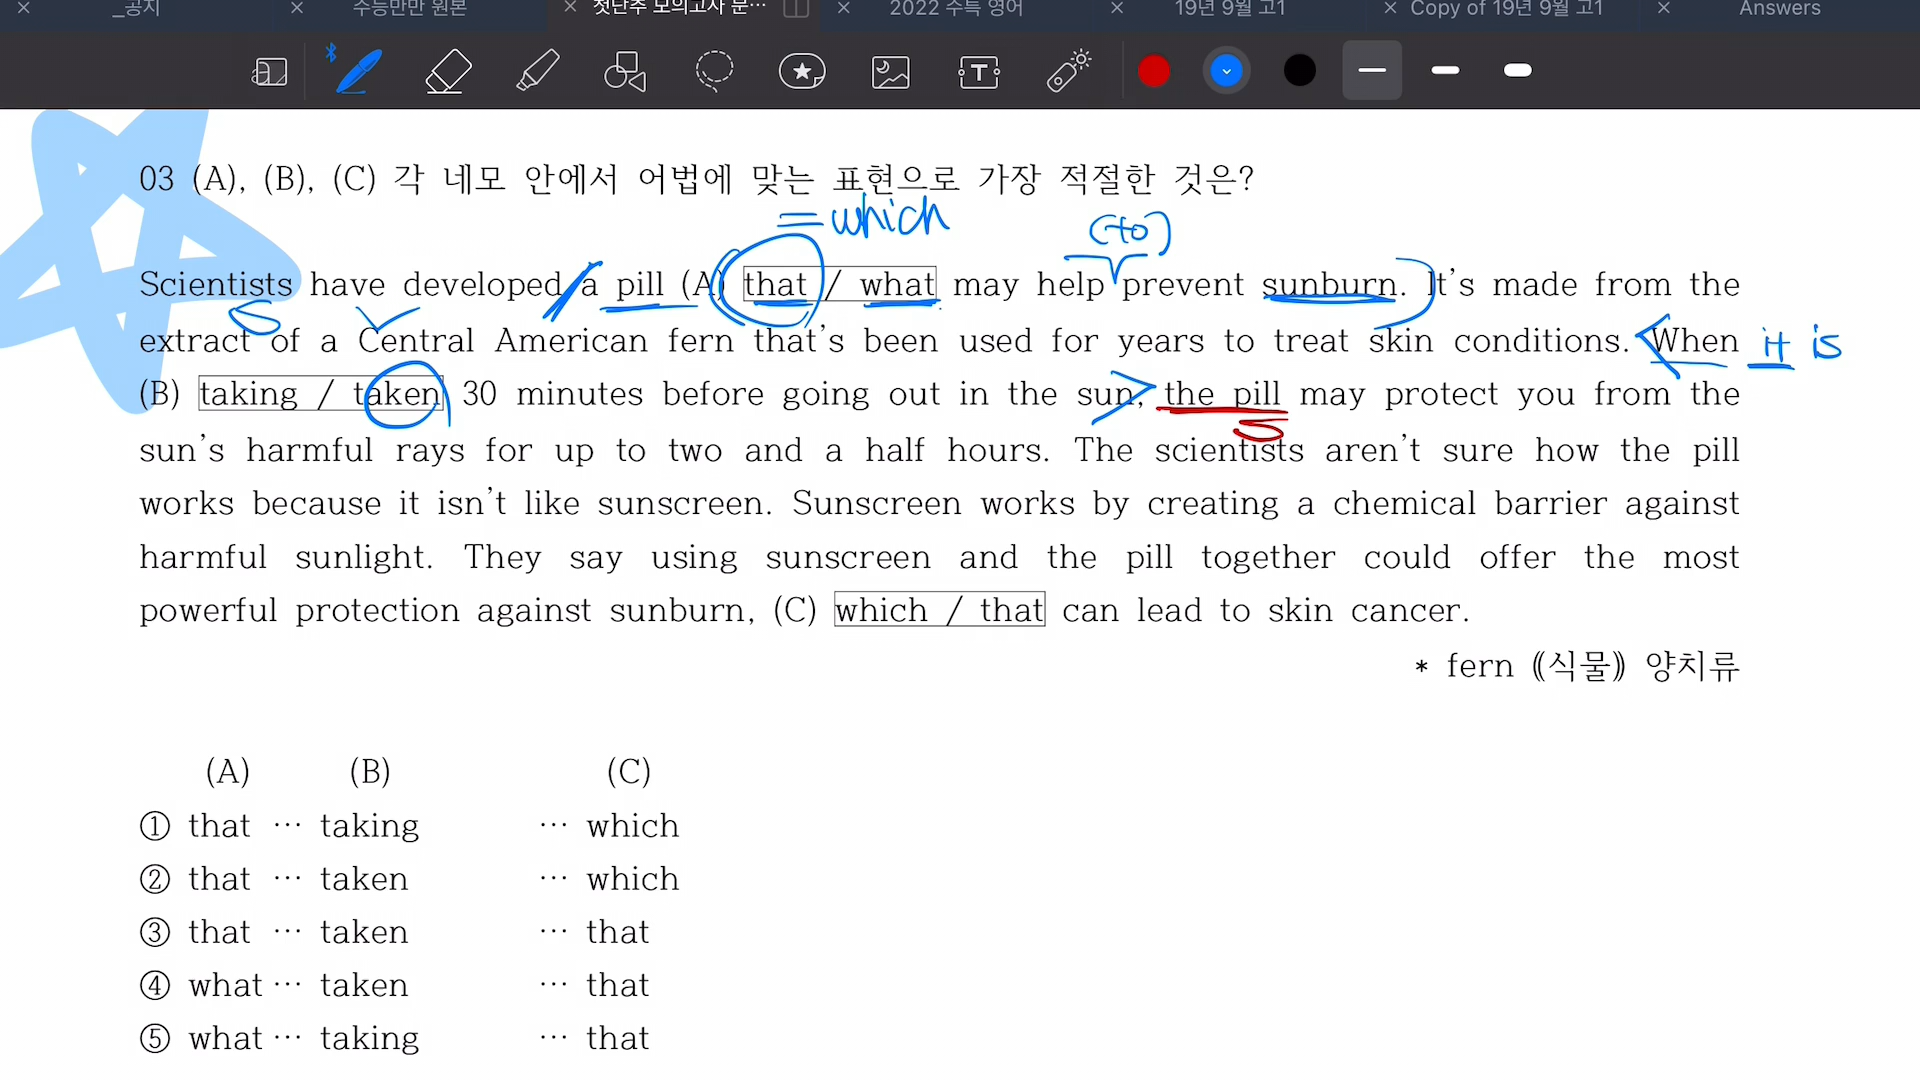 _공지 수능만만 원본 첫단추 모의고사 문… 2022 수특 영어 19년 9월 고1 Copy of 19년 9월 고1 Answers
03 (A), (B), (C) 각 네모 안에서 어법에 맞는 표현으로 가장 적절한 것은?
= which (to)
Scientists have developed a pill (A) that / what may help prevent sunburn. It's made from the
extract of a Central American fern that's been used for years to treat skin conditions. When it is
(B) taking / taken 30 minutes before going out in the sun, the pill may protect you from the
S
sun's harmful rays for up to two and a half hours. The scientists aren't sure how the pill
works because it isn't like sunscreen. Sunscreen works by creating a chemical barrier against
harmful sunlight. They say using sunscreen and the pill together could offer the most
powerful protection against sunburn, (C) which / that can lead to skin cancer.
* fern ⟪식물⟫ 양치류
(A) (B) (C)
① that … taking … which
② that … taken … which
③ that … taken … that
④ what … taken … that
⑤ what … taking … that